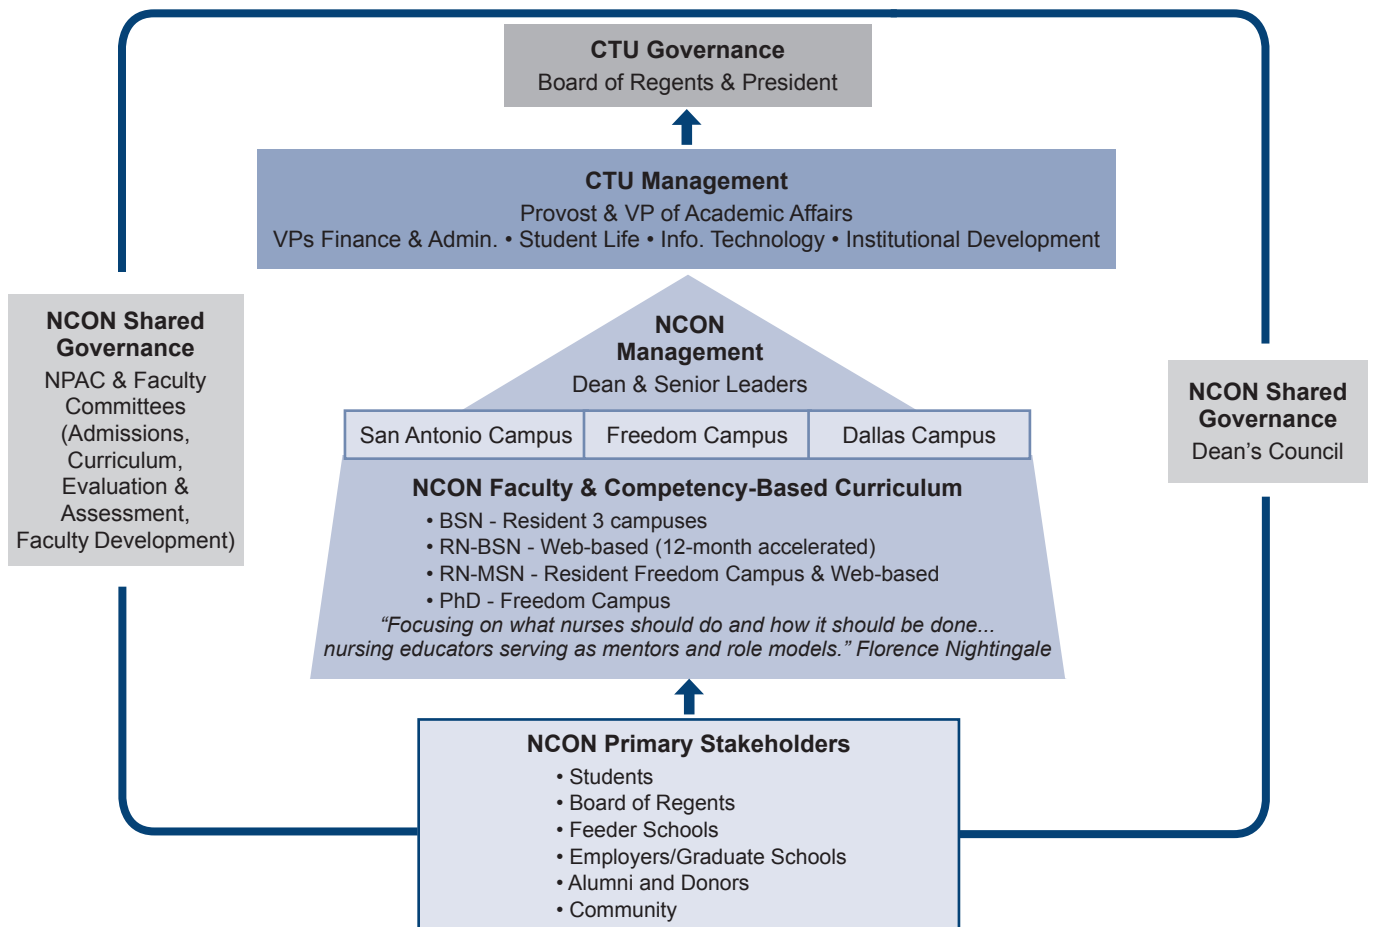 CTU Governance
Board of Regents & President
CTU Management
Provost & VP of Academic Affairs
VPs Finance & Admin. • Student Life • Info. Technology • Institutional Development
NCON Shared
Governance
NPAC & Faculty
Committees
(Admissions,
Curriculum,
Evaluation &
Assessment,
Faculty Development)
NCON
Management
Dean & Senior Leaders
San Antonio Campus
Freedom Campus
Dallas Campus
NCON Faculty & Competency-Based Curriculum
• BSN - Resident 3 campuses
• RN-BSN - Web-based (12-month accelerated)
• RN-MSN - Resident Freedom Campus & Web-based
• PhD - Freedom Campus
“Focusing on what nurses should do and how it should be done...
nursing educators serving as mentors and role models.” Florence Nightingale
NCON Shared
Governance
Dean’s Council
NCON Primary Stakeholders
• Students
• Board of Regents
• Feeder Schools
• Employers/Graduate Schools
• Alumni and Donors
• Community